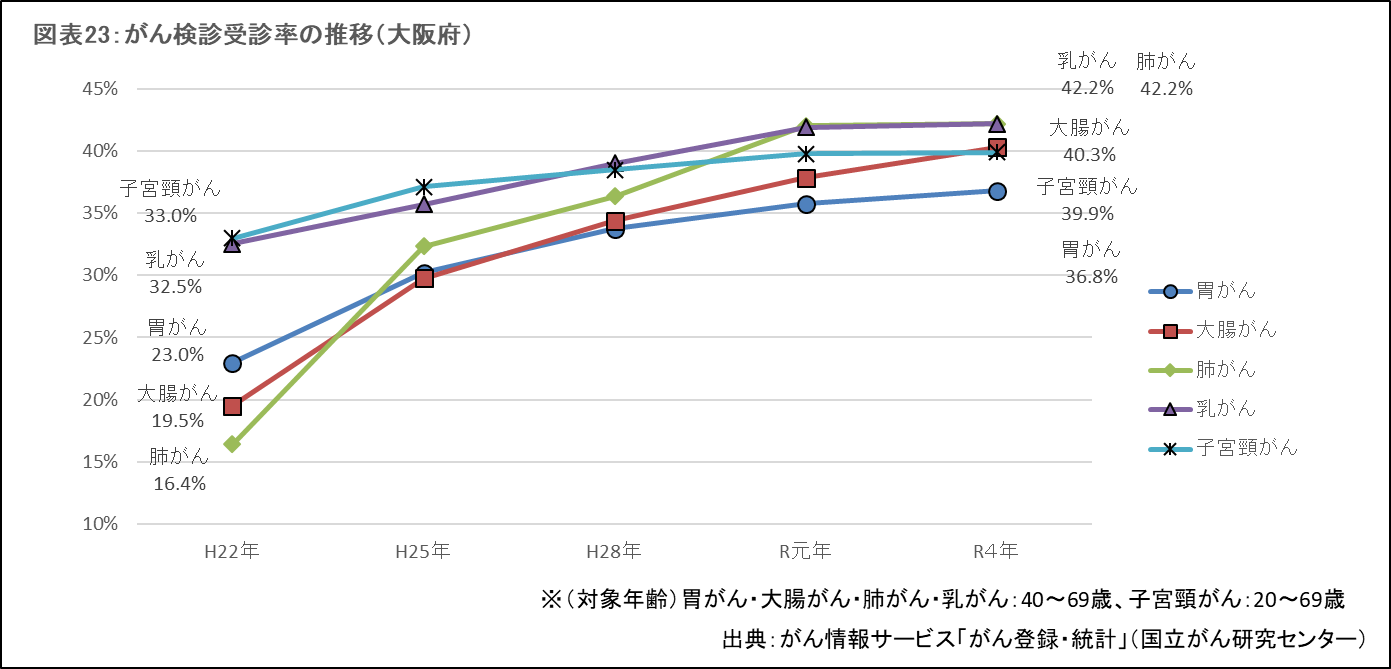 図表23:がん検診受診率の推移(大阪府)
乳がん 肺がん
42.2% 42.2%
45%
大腸がん
40.3%
40%
子宮頸がん
33.0%
子宮頸がん
39.9%
35%
乳がん
32.5%
胃がん
36.8%
30%
胃がん
大腸がん
肺がん
乳がん
子宮頸がん
胃がん
23.0%
25%
大腸がん
19.5%
20%
肺がん
16.4%
15%
10%
H22年 H25年 H28年 R元年 R4年
※(対象年齢)胃がん・大腸がん・肺がん・乳がん:40~69歳、子宮頸がん:20~69歳
出典:がん情報サービス「がん登録・統計」(国立がん研究センター)